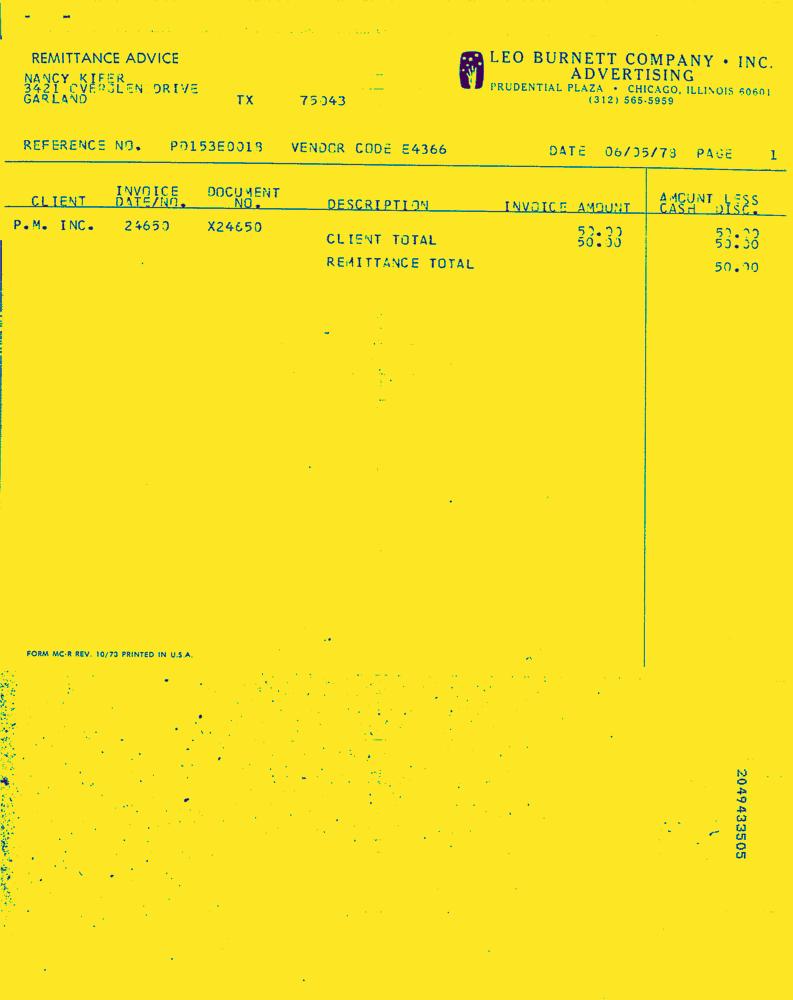 REMITTANCE ADVICE
LEO BURNETT COMPANY • INC.
ADVERTISING
PRUDENTIAL PLAZA • CHICAGO, ILLINOIS 60601
(312) 565-5959
NANCY KIFER
3421 DRIVE
GARLAND TX 75043
REFERENCE NO. VENDOR CODE E4366 DATE 06/05/78 PAGE 1
CLIENT INVOICE DATE/NO. DOCUMENT NO. DESCRIPTION INVOICE AMOUNT AMOUNT LESS CASH DISC.
P.M. INC. 24650 X24650 50.00 50.00
CLIENT TOTAL 50.00 50.00
REMITTANCE TOTAL 50.00
FORM MC-R REV. 10/73 PRINTED IN U.S.A.
2049433505